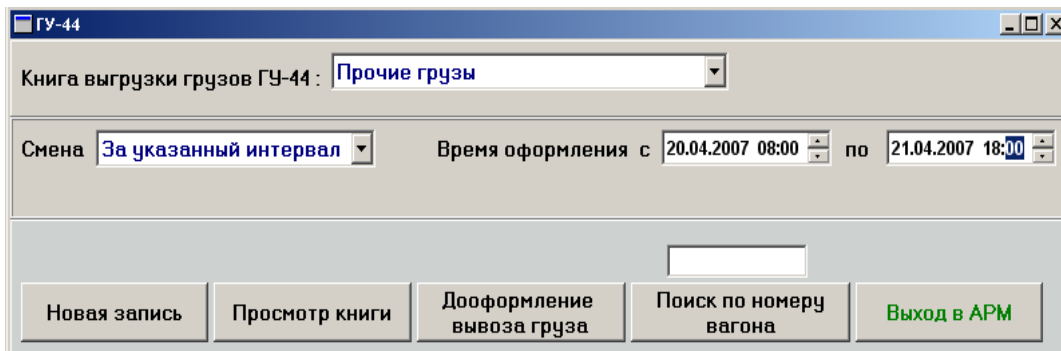 ГУ-44
Книга выгрузки грузов ГУ-44 : Прочие грузы
Смена За указанный интервал Время оформления с 20.04.2007 08:00 по 21.04.2007 18:00
Новая запись Просмотр книги Дооформление вывоза груза Поиск по номеру вагона Выход в АРМ